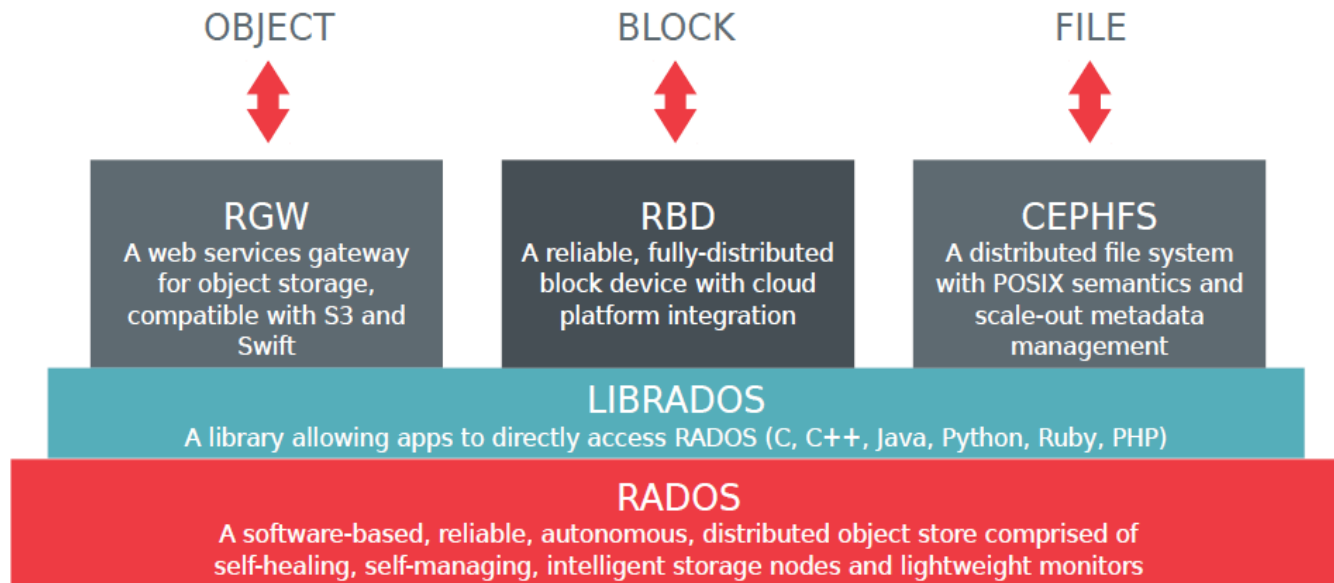 OBJECT
BLOCK
FILE
RGW
A web services gateway
for object storage,
compatible with S3 and
Swift
RBD
A reliable, fully-distributed
block device with cloud
platform integration
CEPHFS
A distributed file system
with POSIX semantics and
scale-out metadata
management
LIBRADOS
A library allowing apps to directly access RADOS (C, C++, Java, Python, Ruby, PHP)
RADOS
A software-based, reliable, autonomous, distributed object store comprised of
self-healing, self-managing, intelligent storage nodes and lightweight monitors